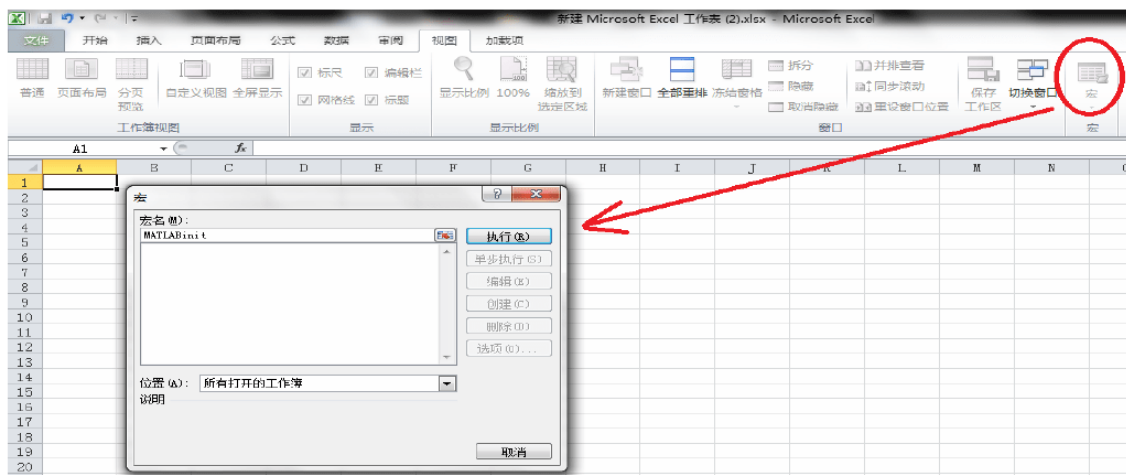 新建 Microsoft Excel 工作表 (2).xlsx - Microsoft Excel
文件 开始 插入 页面布局 公式 数据 审阅 视图 加载项
普通 页面布局 分页预览 自定义视图 全屏显示 标尺 编辑栏 网格线 标题 显示比例 100% 缩放到选定区域 新建窗口 全部重排 冻结窗格 拆分 隐藏 取消隐藏 并排查看 同步滚动 重设窗口位置 保存工作区 切换窗口 宏
工作簿视图 显示 显示比例 窗口 宏
A1 fx
A B C D E F G H I J K L M N
1
2
3
4
5
6
7
8
9
10
11
12
13
14
15
16
17
18
19
20
宏
宏名(M):
MATLABinit
执行(R)
单步执行(S)
编辑(E)
创建(C)
删除(D)
选项(O)...
位置(A): 所有打开的工作簿
说明
取消